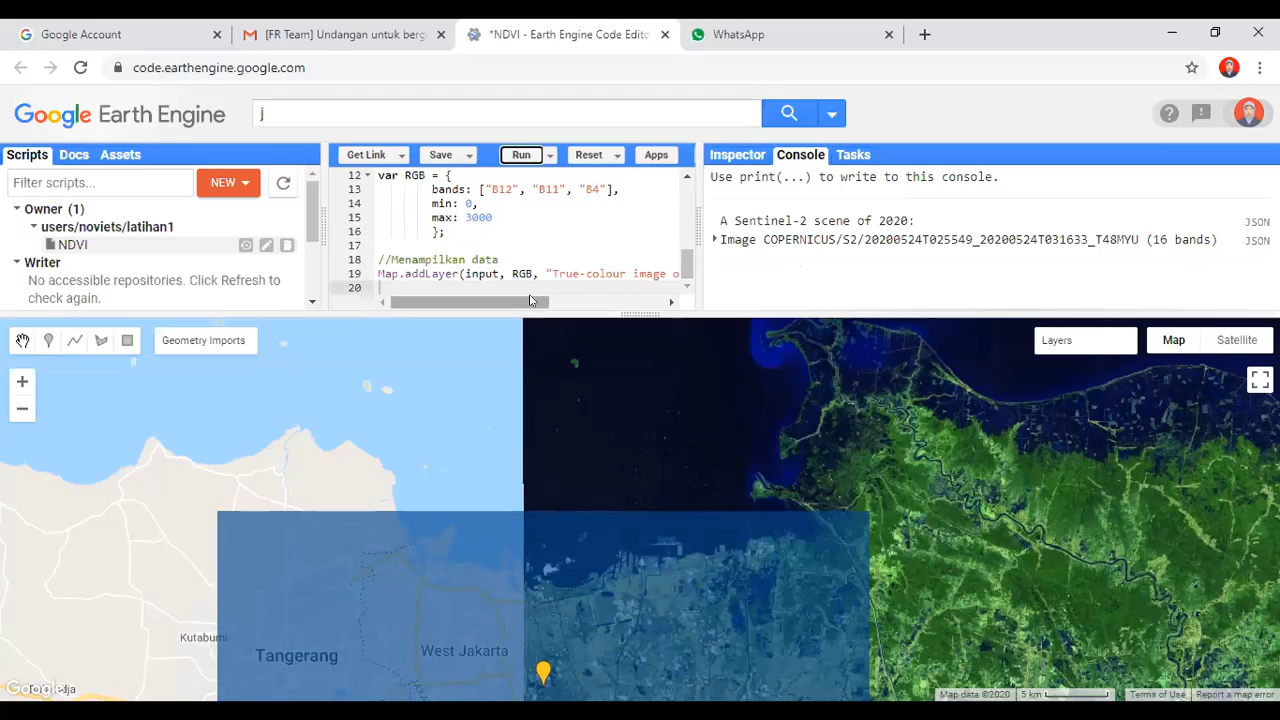 Google Account
[FR Team] Undangan untuk berg
*NDVI - Earth Engine Code Edito
WhatsApp
code.earthengine.google.com
Google Earth Engine
j
Scripts Docs Assets
Get Link Save Run Reset Apps
Inspector Console Tasks
Filter scripts...
NEW
Owner (1)
users/noviets/latihan1
NDVI
Writer
No accessible repositories. Click Refresh to
check again.
12 var RGB = {
13 bands: ["B12", "B11", "B4"],
14 min: 0,
15 max: 3000
16 };
17
18 //Menampilkan data
19 Map.addLayer(input, RGB, "True-colour image o
20
Use print(...) to write to this console.
A Sentinel-2 scene of 2020: JSON
Image COPERNICUS/S2/20200524T025549_20200524T031633_T48MYU (16 bands) JSON
Geometry Imports
Layers
Map Satellite
Kutabumi
Tangerang
West Jakarta
Google
Map data ©2020 5 km Terms of Use Report a map error